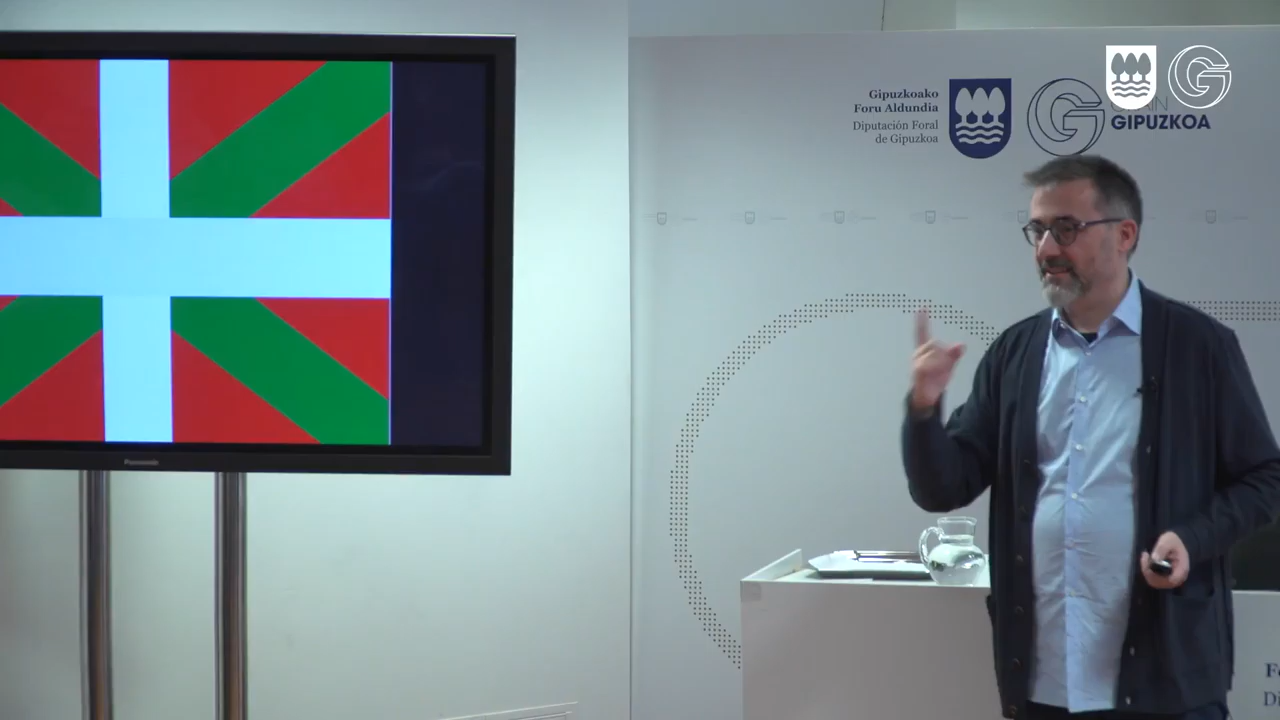 Gipuzkoako
Foru Aldundia
Diputación Foral
de Gipuzkoa
GIPUZKOA
Panasonic